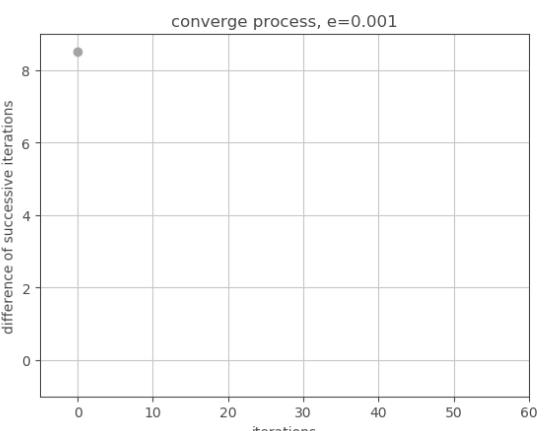 converge process, e=0.001
difference of successive iterations
8
6
4
2
0
0 10 20 30 40 50 60
iterations